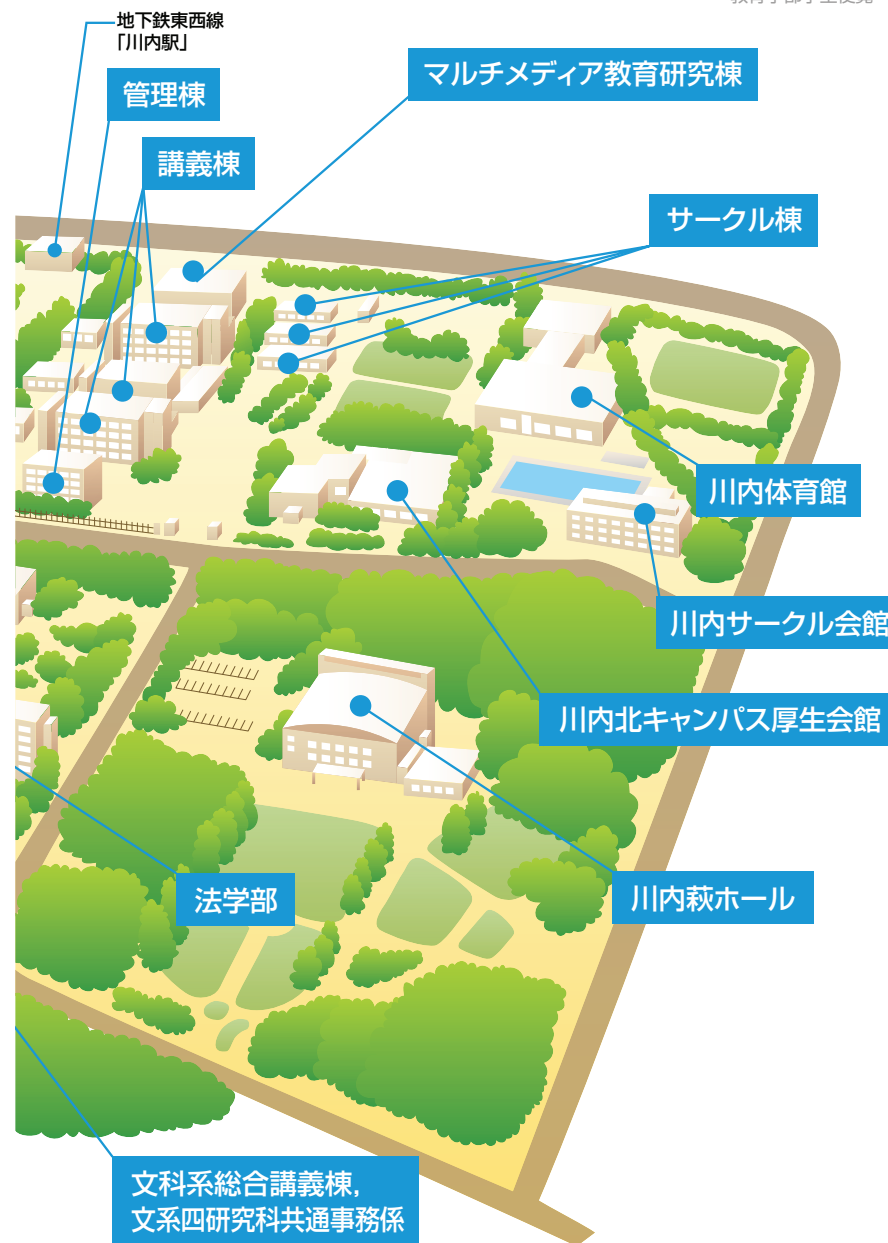 地下鉄東西線
「川内駅」
マルチメディア教育研究棟
管理棟
講義棟
サークル棟
川内体育館
川内サークル会館
川内北キャンパス厚生会館
法学部
川内萩ホール
文科系総合講義棟,
文系四研究科共通事務係